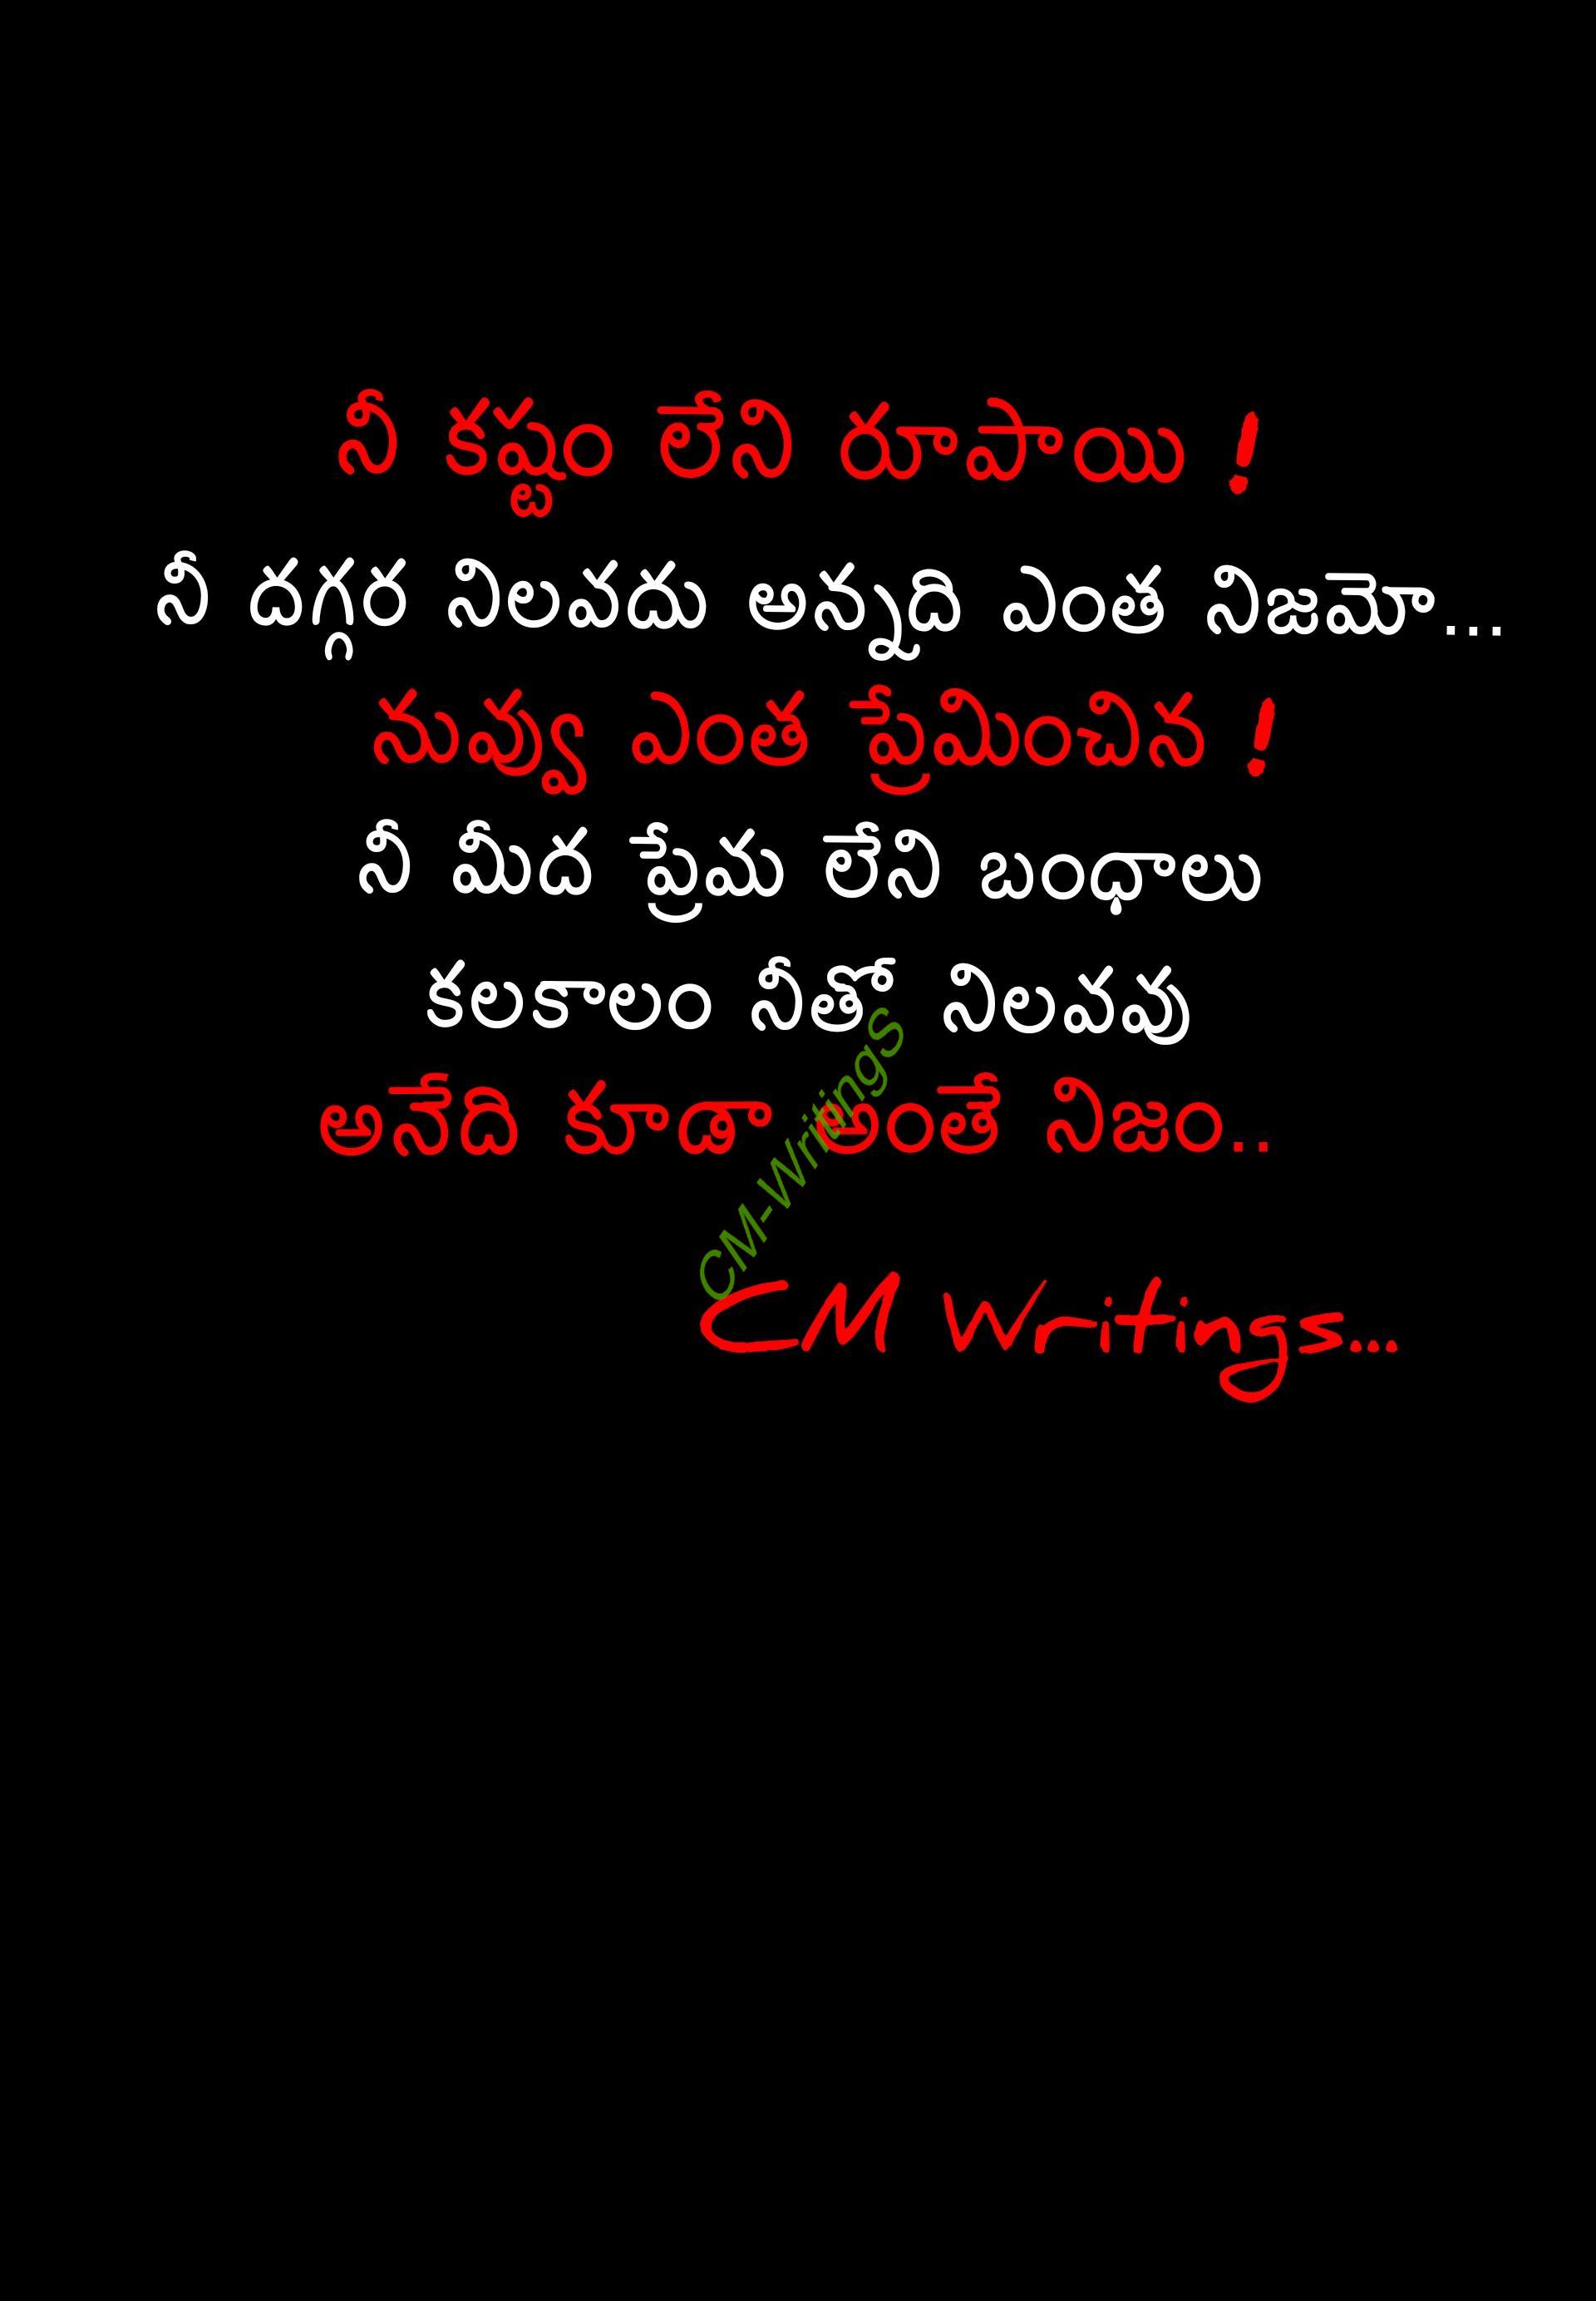 నీ కష్టం లేని రూపాయి !
నీ దగ్గర నిలవదు అన్నది ఎంత నిజమో...
నువ్వు ఎంత ప్రేమించిన !
నీ మీద ప్రేమ లేని బంధాలు
కలకాలం నీతో నిలవవు
అనేది కూడా అంతే నిజం..
CM-Writings
CM Writings...